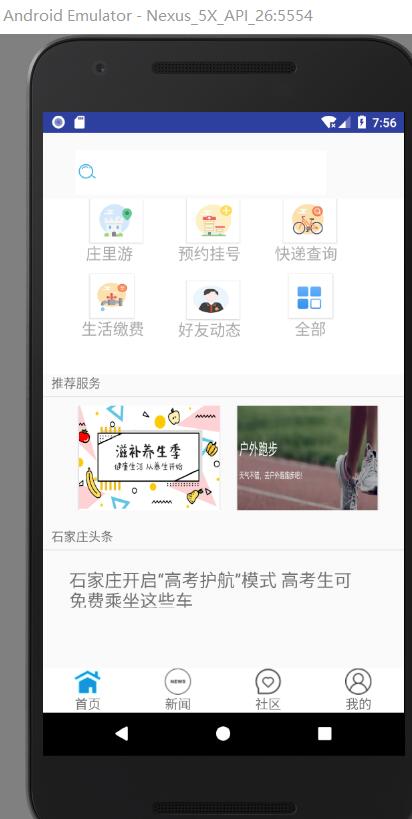 Android Emulator - Nexus_5X_API_26:5554
7:56
庄里游 预约挂号 快递查询
生活缴费 好友动态 全部
推荐服务
滋补养生季
健康生活 从养生开始
户外跑步
天气不错，去户外跑跑步吧！
石家庄头条
石家庄开启“高考护航”模式 高考生可
免费乘坐这些车
NEWS
首页 新闻 社区 我的